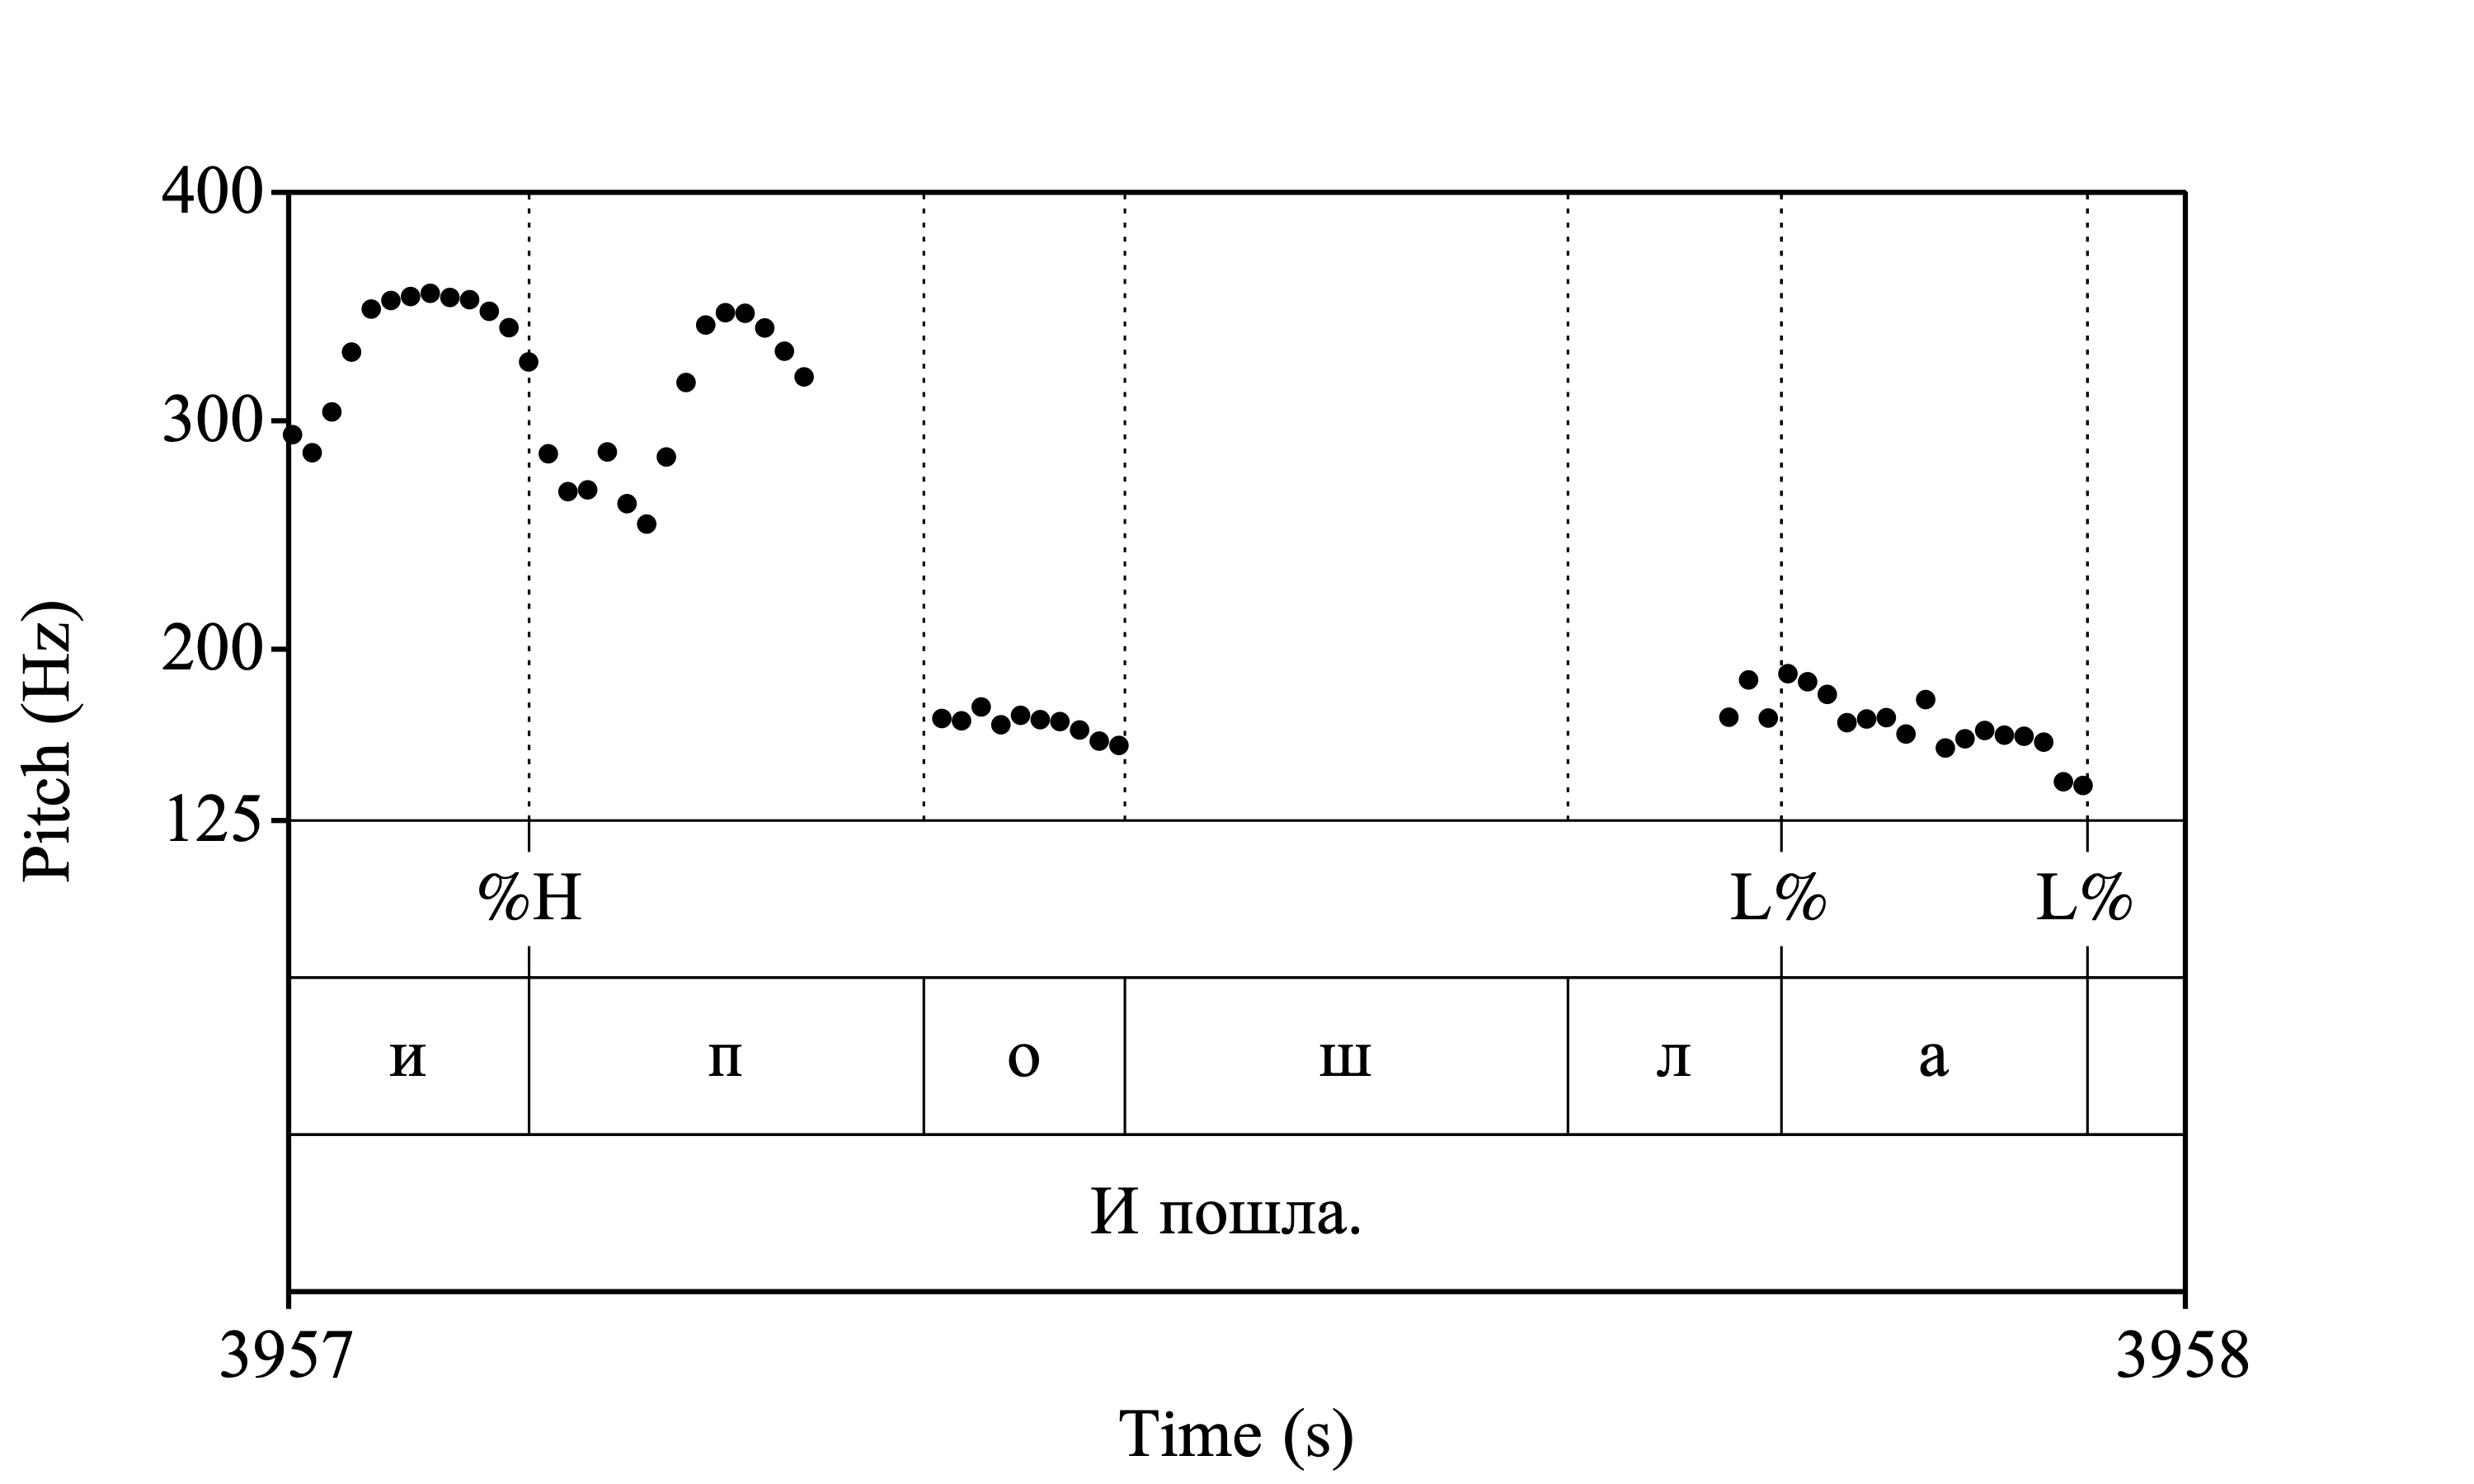 400
300
200
125
Pitch (Hz)
%H L% L%
и п о ш л а
И пошла.
3957 3958
Time (s)